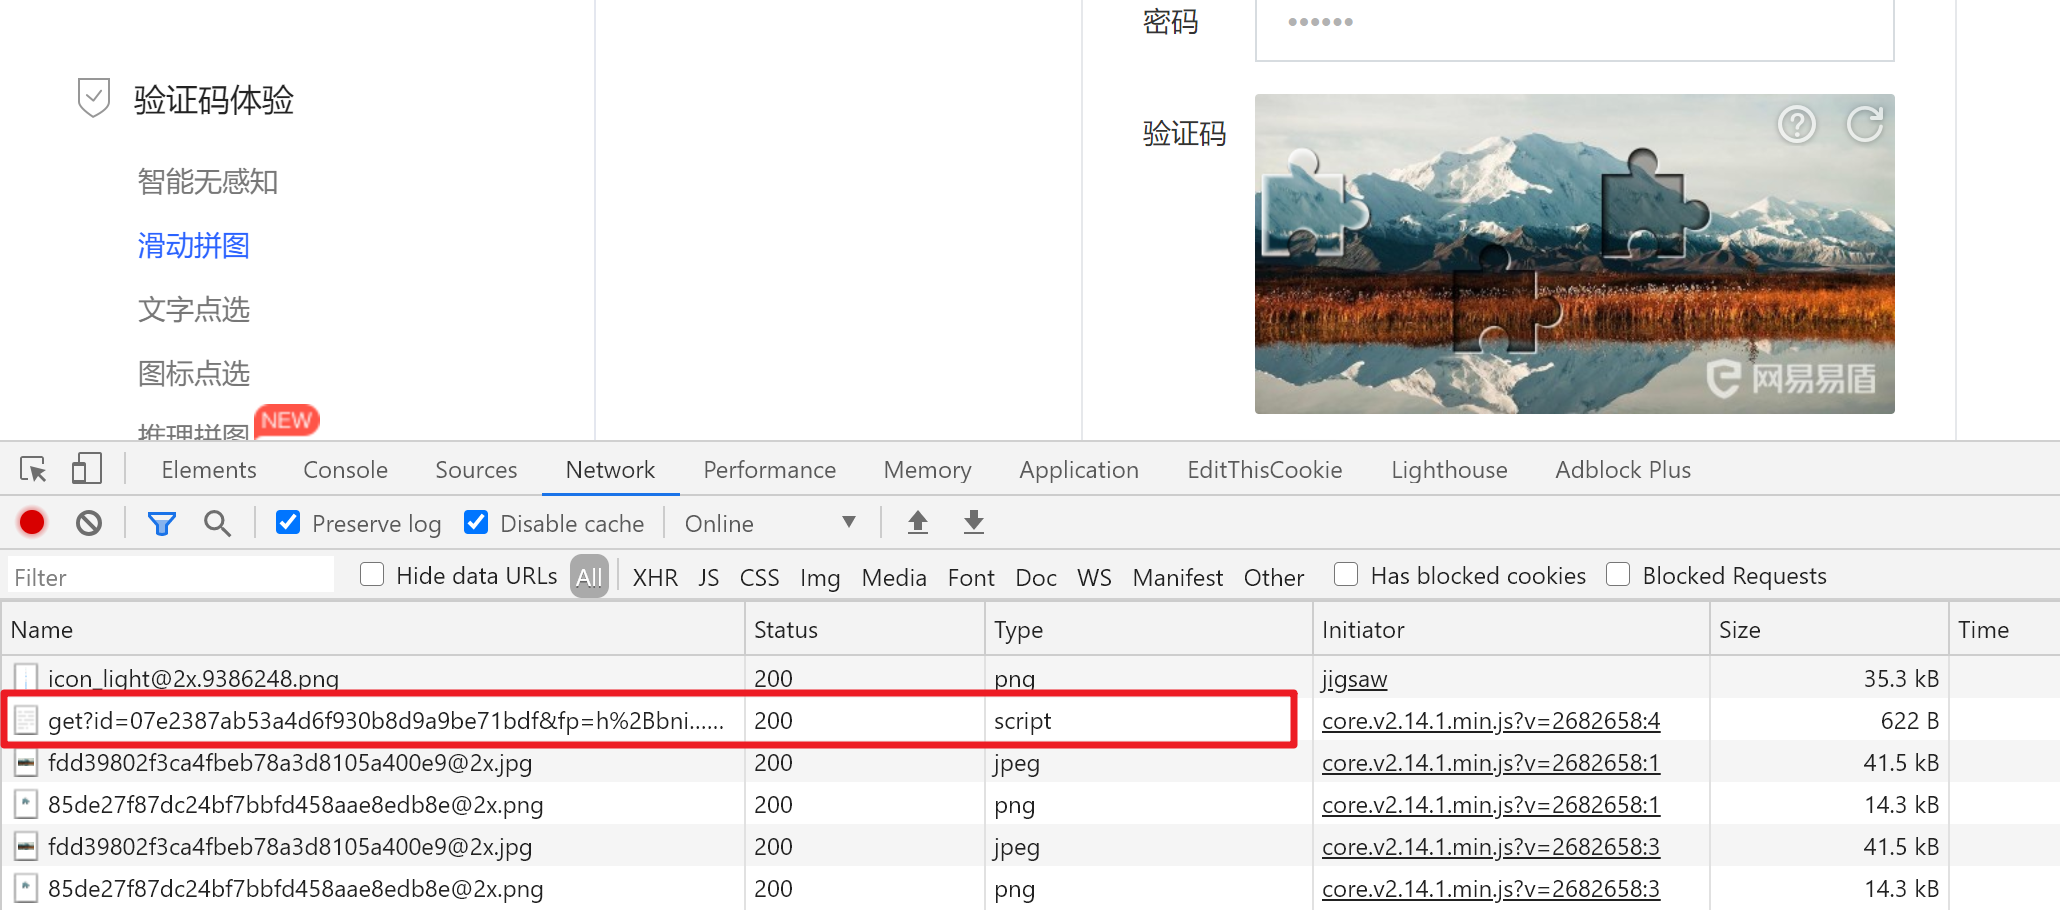 密码
••••••
验证码体验
验证码
智能无感知
滑动拼图
文字点选
图标点选
推理拼图
NEW
网易易盾
Elements Console Sources Network Performance Memory Application EditThisCookie Lighthouse Adblock Plus
Preserve log Disable cache Online
Filter Hide data URLs All XHR JS CSS Img Media Font Doc WS Manifest Other Has blocked cookies Blocked Requests
Name Status Type Initiator Size Time
icon_light@2x.9386248.png 200 png jigsaw 35.3 kB
get?id=07e2387ab53a4d6f930b8d9a9be71bdf&fp=h%2Bbni...... 200 script core.v2.14.1.min.js?v=2682658:4 622 B
fdd39802f3ca4fbeb78a3d8105a400e9@2x.jpg 200 jpeg core.v2.14.1.min.js?v=2682658:1 41.5 kB
85de27f87dc24bf7bbfd458aae8edb8e@2x.png 200 png core.v2.14.1.min.js?v=2682658:1 14.3 kB
fdd39802f3ca4fbeb78a3d8105a400e9@2x.jpg 200 jpeg core.v2.14.1.min.js?v=2682658:3 41.5 kB
85de27f87dc24bf7bbfd458aae8edb8e@2x.png 200 png core.v2.14.1.min.js?v=2682658:3 14.3 kB